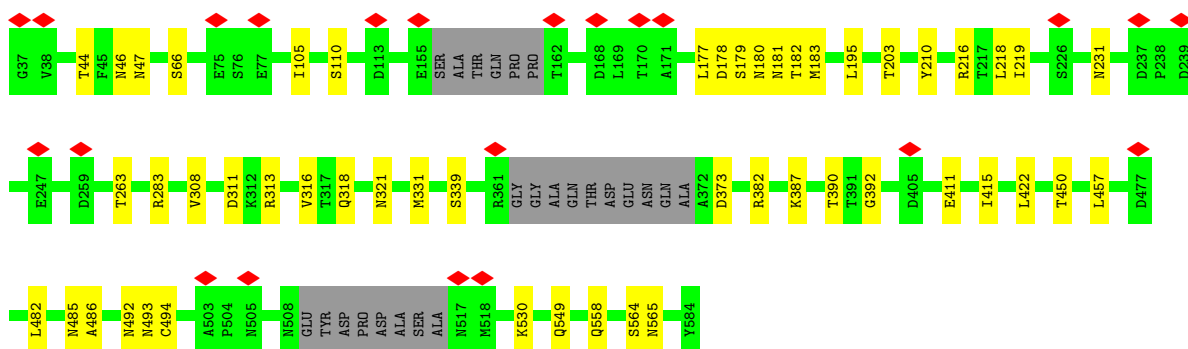 G37 V38 T44 F45 N46 N47 S66 E75 S76 E77 I105 S110 D113 E155 SER ALA THR GLN PRO PRO T162 D168 L169 T170 A171 L177 D178 S179 N180 N181 T182 M183 L195 T203 Y210 R216 T217 L218 I219 S226 N231 D237 P238 D239
E247 D259 T263 R283 V308 D311 K312 R313 V316 T317 Q318 N321 M331 S339 R361 GLY GLY ALA GLN THR ASP GLU ASN GLN ALA A372 D373 R382 K387 T390 T391 G392 D405 E411 I415 L422 T450 L457 D477
L482 N485 A486 N492 N493 C494 A503 P504 N505 N508 GLU TYR ASP PRO ASP ALA SER ALA N517 M518 K530 Q549 Q558 S564 N565 Y584